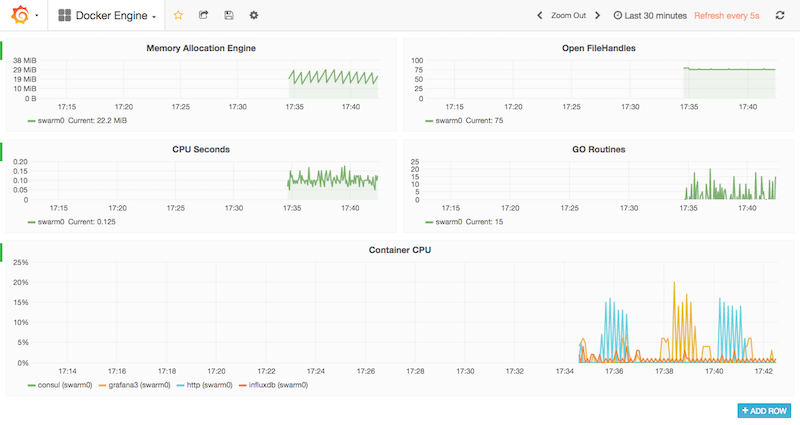 Docker Engine
Zoom Out Last 30 minutes Refresh every 5s
Memory Allocation Engine
38 MiB
29 MiB
19 MiB
10 MiB
0 B
17:15 17:20 17:25 17:30 17:35 17:40
swarm0 Current: 22.2 MiB
Open FileHandles
100
75
50
25
0
17:15 17:20 17:25 17:30 17:35 17:40
swarm0 Current: 75
CPU Seconds
0.20
0.15
0.10
0.05
0
17:15 17:20 17:25 17:30 17:35 17:40
swarm0 Current: 0.125
GO Routines
25
20
15
10
5
0
17:15 17:20 17:25 17:30 17:35 17:40
swarm0 Current: 15
Container CPU
25%
20%
15%
10%
5%
0%
17:14 17:16 17:18 17:20 17:22 17:24 17:26 17:28 17:30 17:32 17:34 17:36 17:38 17:40 17:42
consul (swarm0) grafana3 (swarm0) http (swarm0) influxdb (swarm0)
+ ADD ROW